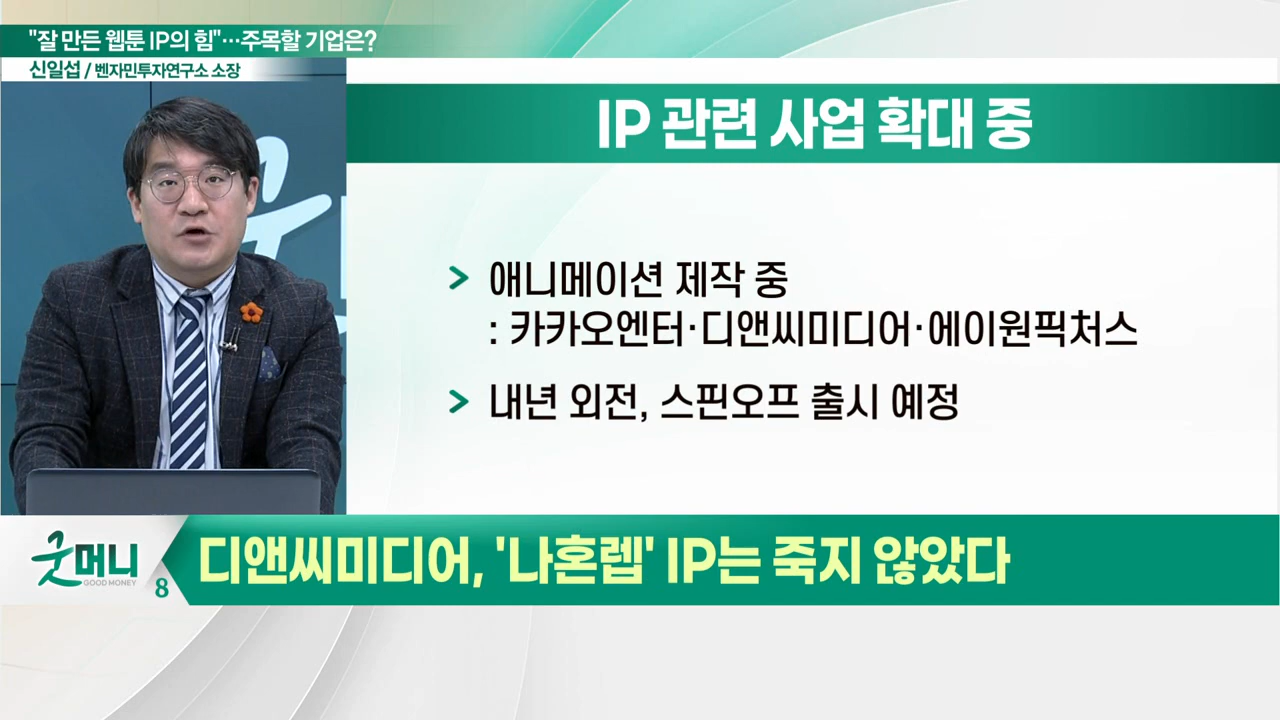 "잘 만든 웹툰 IP의 힘"…주목할 기업은?
신일섭 / 벤자민투자연구소 소장
IP 관련 사업 확대 중
> 애니메이션 제작 중
: 카카오엔터·디앤씨미디어·에이원픽처스
> 내년 외전, 스핀오프 출시 예정
굿머니
GOOD MONEY
8
디앤씨미디어, '나혼렙' IP는 죽지 않았다